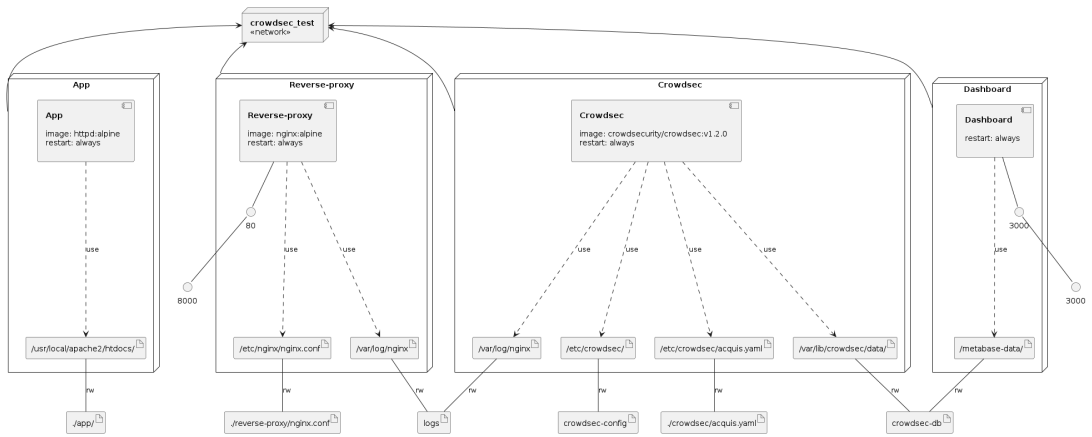 crowdsec_test
«network»
App
Reverse-proxy
Crowdsec
Dashboard
App
image: httpd:alpine
restart: always
Reverse-proxy
image: nginx:alpine
restart: always
Crowdsec
image: crowdsecurity/crowdsec:v1.2.0
restart: always
Dashboard
restart: always
80
3000
use
use
use
use
use
use
use
use
8000
3000
/usr/local/apache2/htdocs/
/etc/nginx/nginx.conf
/var/log/nginx
/var/log/nginx
/etc/crowdsec/
/etc/crowdsec/acquis.yaml
/var/lib/crowdsec/data/
/metabase-data/
rw
rw
rw
rw
rw
rw
rw
rw
./app/
./reverse-proxy/nginx.conf
logs
crowdsec-config
./crowdsec/acquis.yaml
crowdsec-db